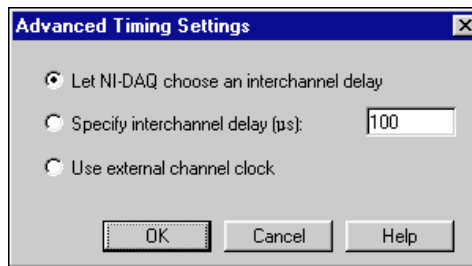 Advanced Timing Settings
Let NI-DAQ choose an interchannel delay
Specify interchannel delay (µs): 100
Use external channel clock
OK Cancel Help